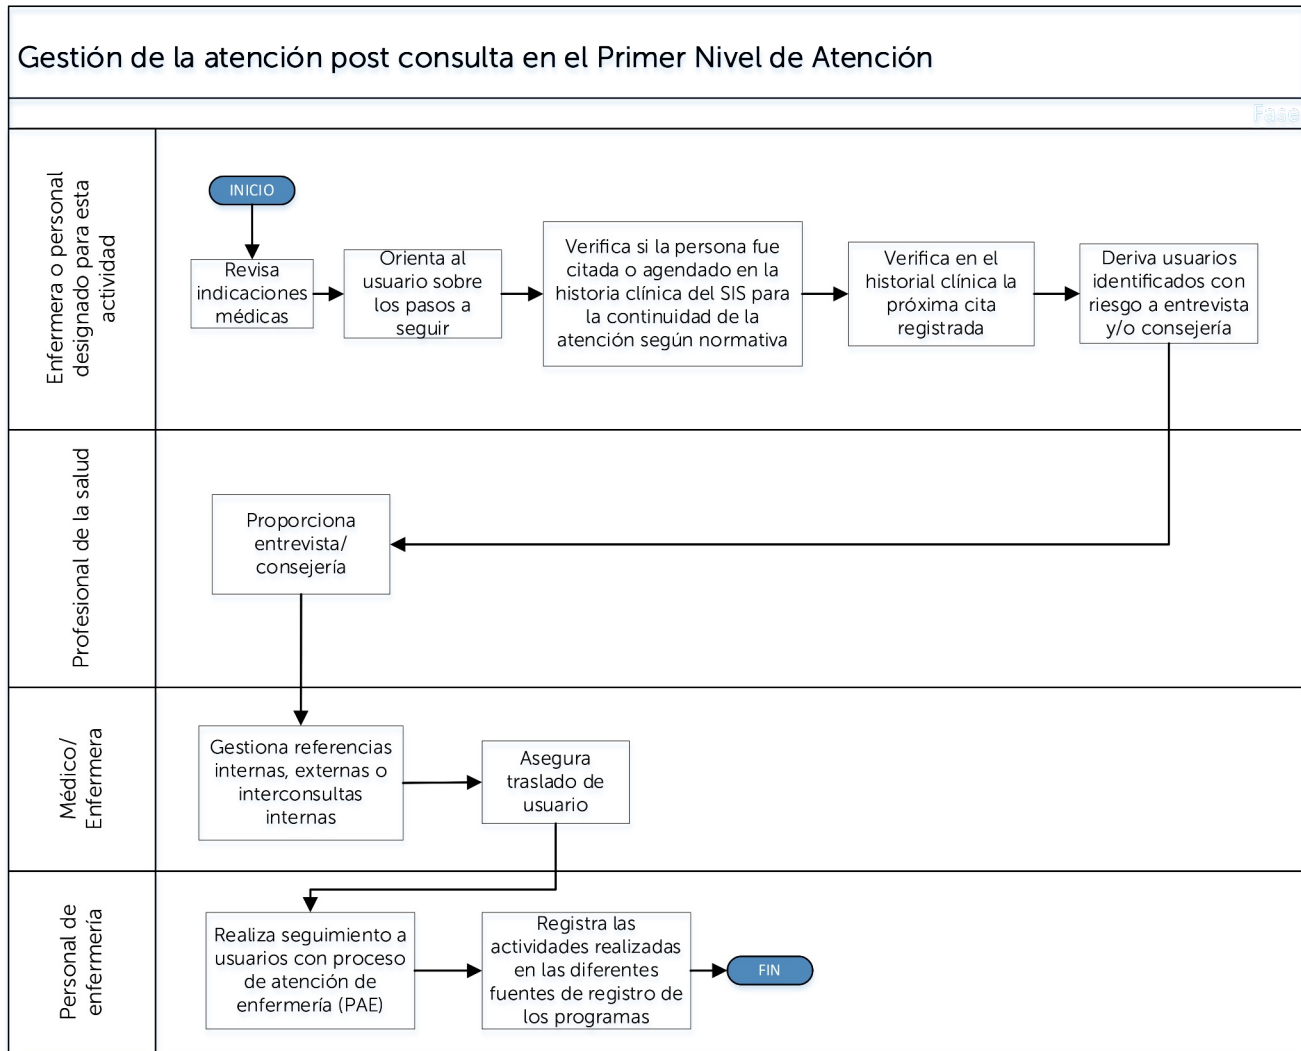 Gestión de la atención post consulta en el Primer Nivel de Atención
Fase
Enfermera o personal
designado para esta
actividad
INICIO
Revisa
indicaciones
médicas
Orienta al
usuario sobre
los pasos a
seguir
Verifica si la persona fue
citada o agendado en la
historia clínica del SIS para
la continuidad de la
atención según normativa
Verifica en el
historial clínica la
próxima cita
registrada
Deriva usuarios
identificados con
riesgo a entrevista
y/o consejería
Profesional de la salud
Proporciona
entrevista/
consejería
Médico/
Enfermera
Gestiona referencias
internas, externas o
interconsultas
internas
Asegura
traslado de
usuario
Personal de
enfermería
Realiza seguimiento a
usuarios con proceso
de atención de
enfermería (PAE)
Registra las
actividades realizadas
en las diferentes
fuentes de registro de
los programas
FIN